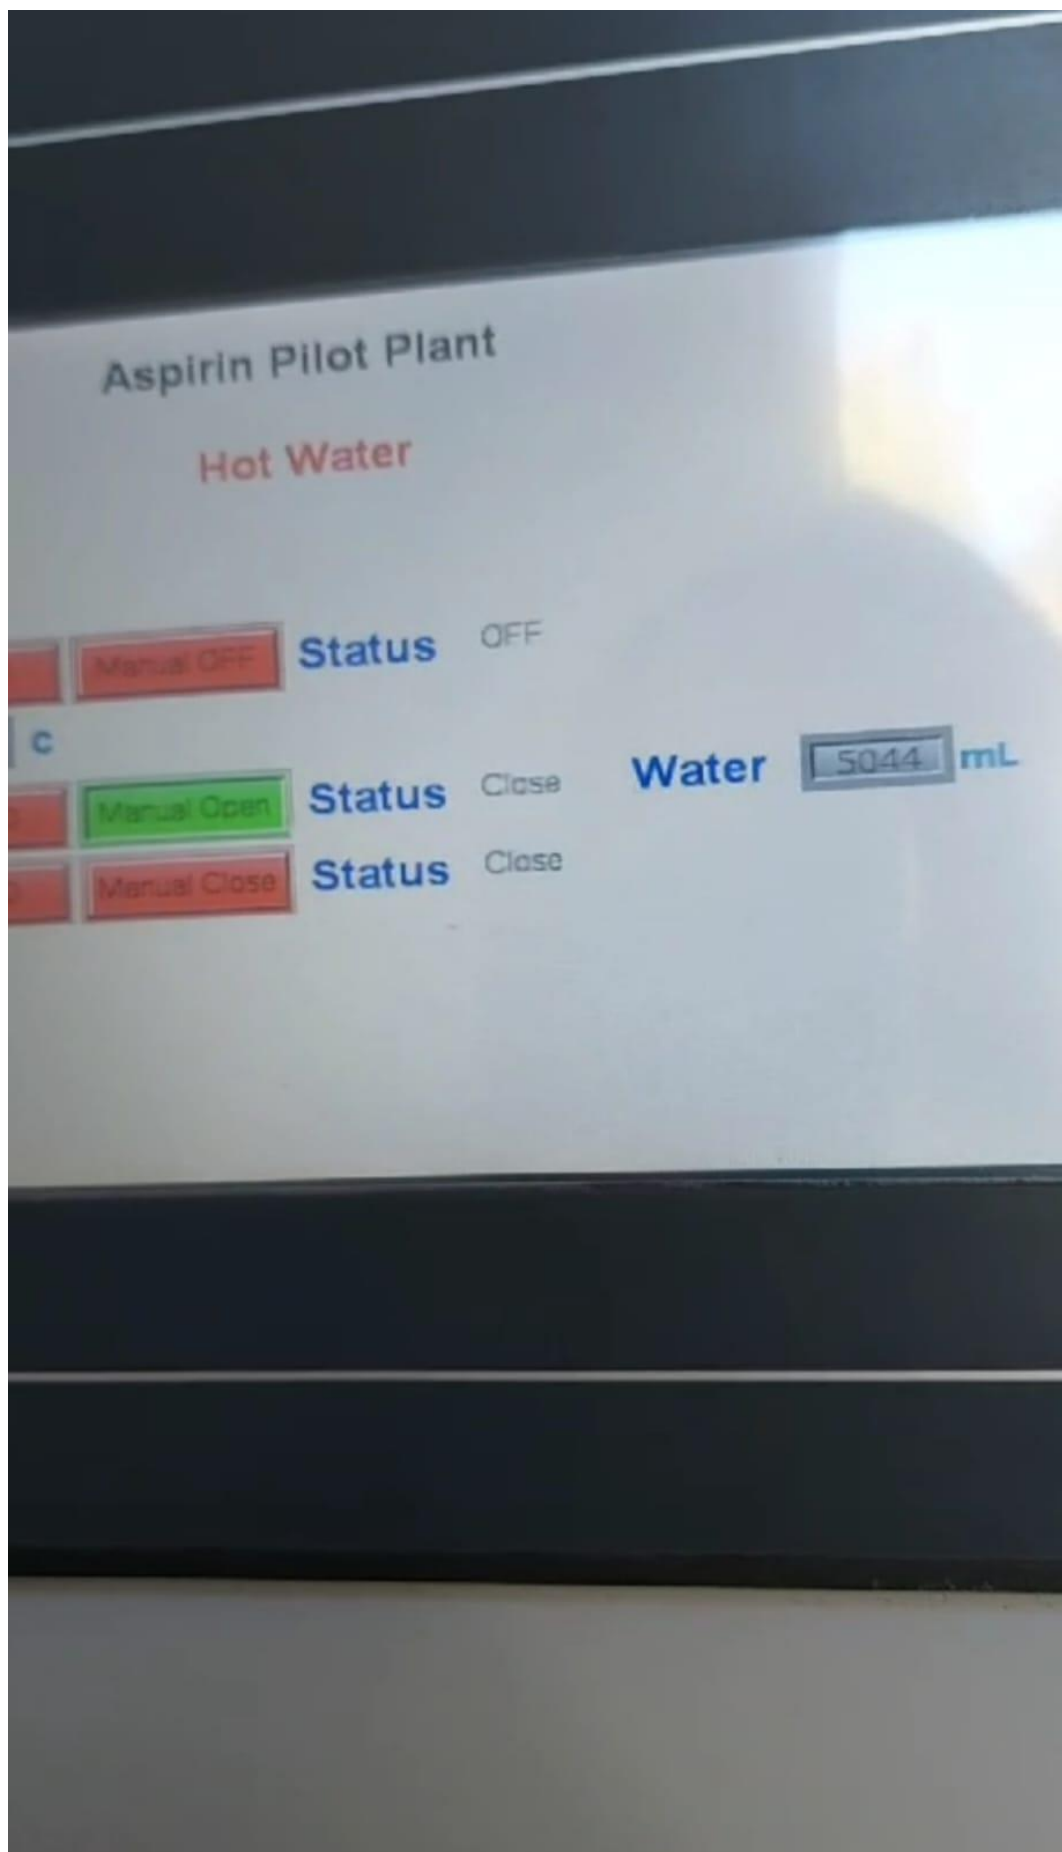 Aspirin Pilot Plant
Hot Water
Manual OFF Status OFF
C
Manual Open Status Close Water 5044 mL
Manual Close Status Close